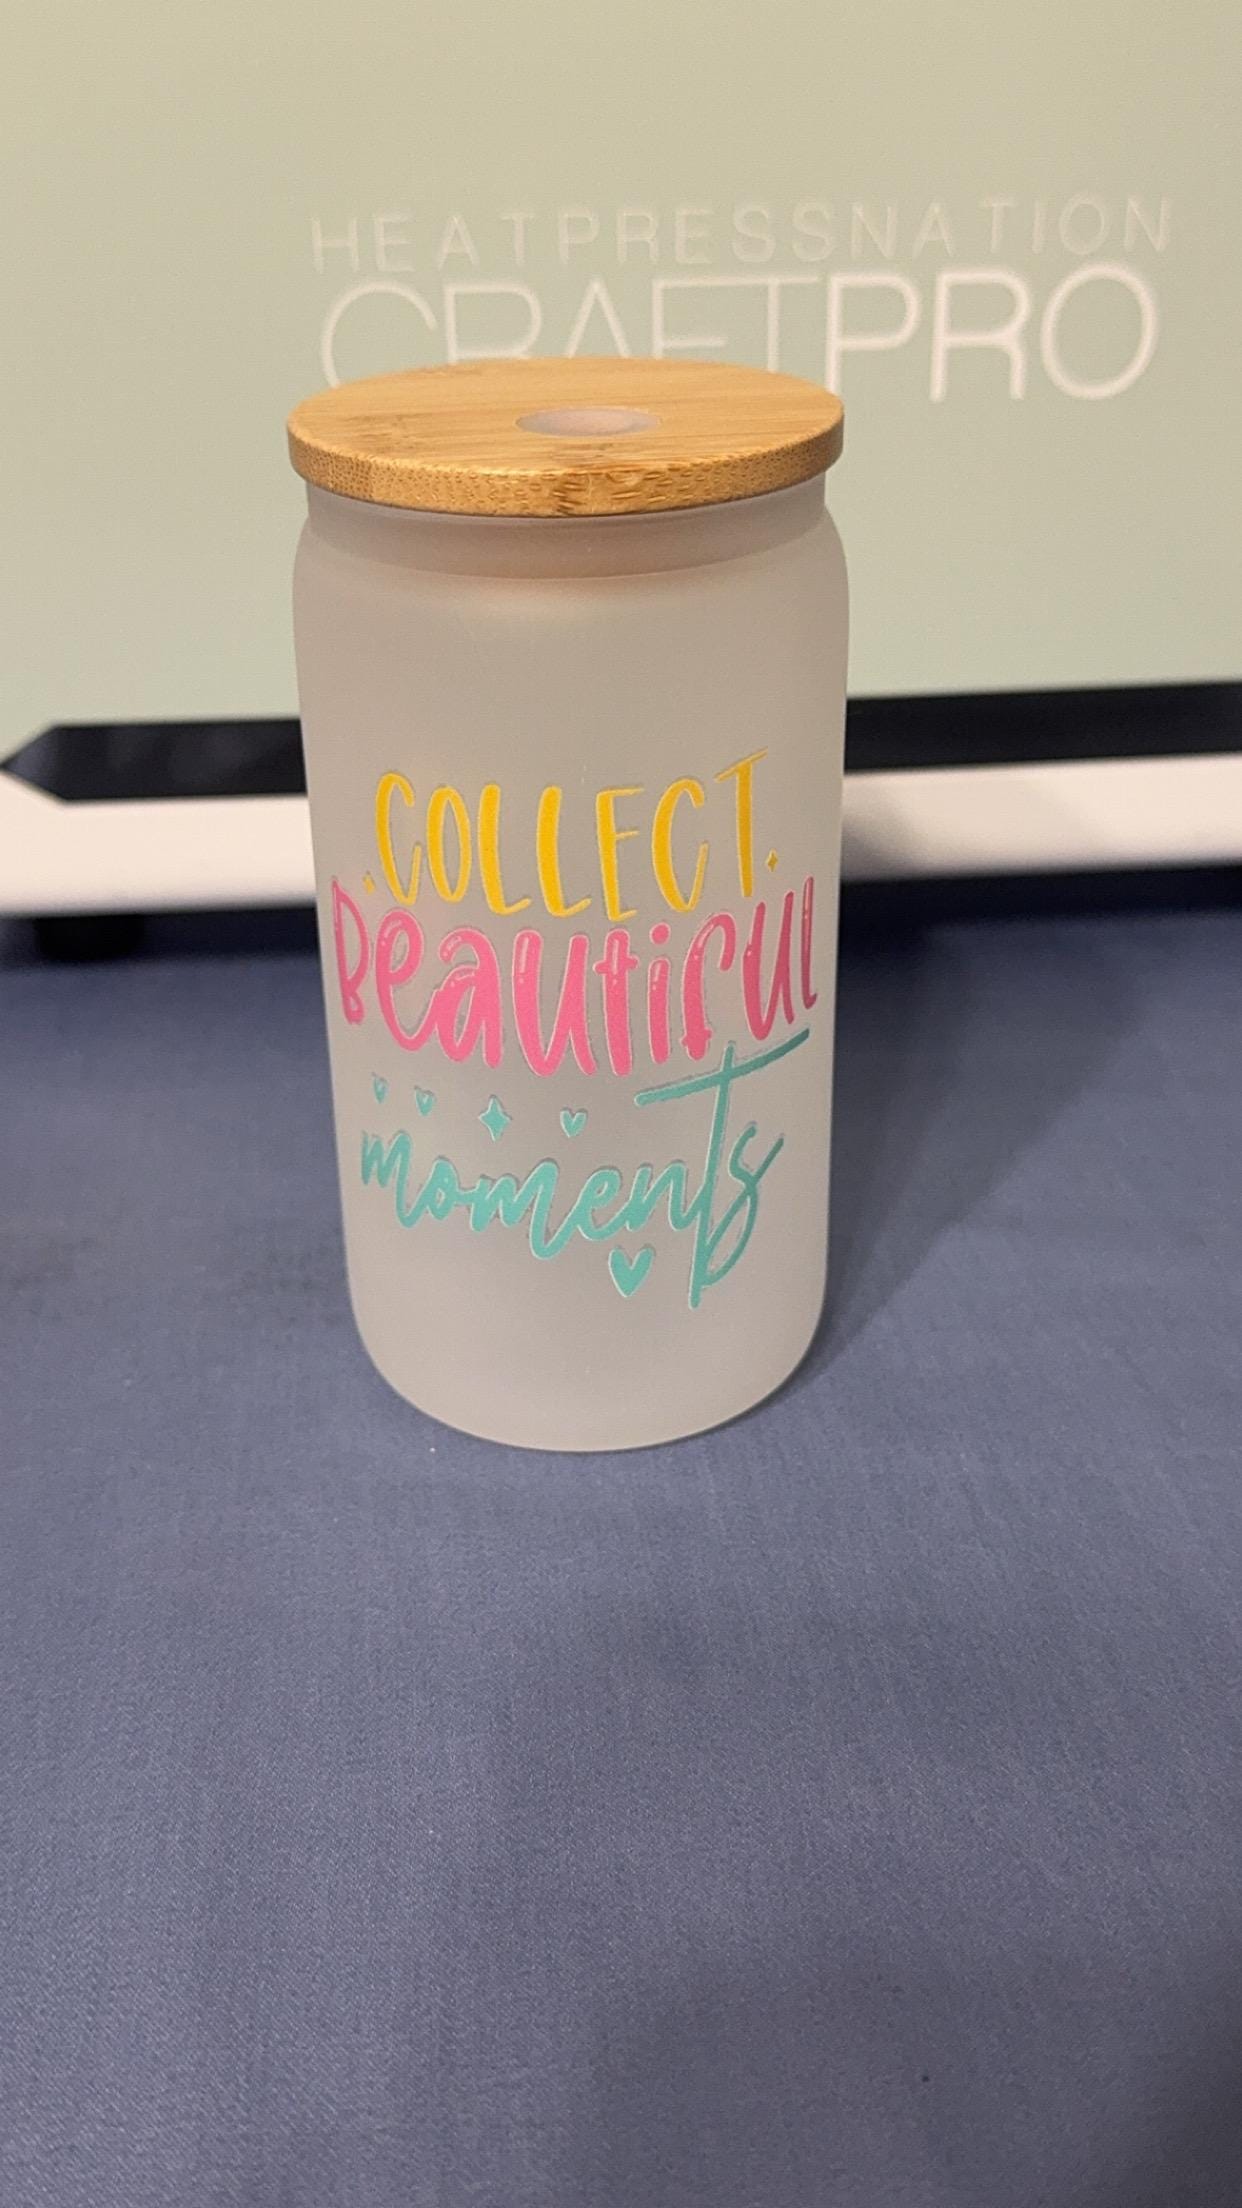 HEATPRESSNATION
CRAFTPRO
COLLECT
Beautiful
moments